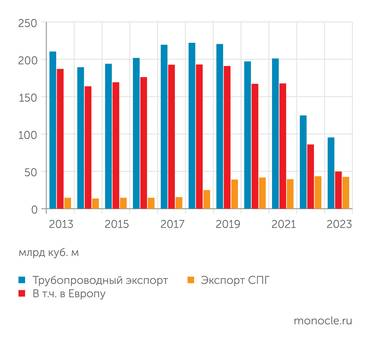 250
200
150
100
50
0
2013 2015 2017 2019 2021 2023
млрд куб. м
Трубопроводный экспорт Экспорт СПГ
В т.ч. в Европу
monocle.ru